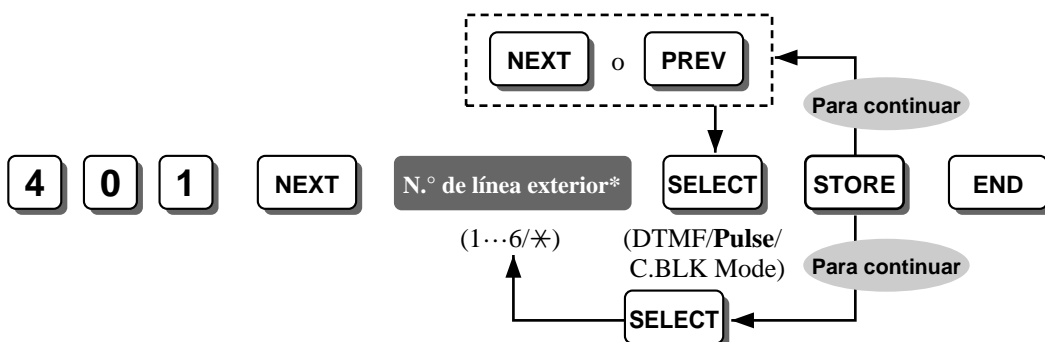 NEXT o PREV
Para continuar
4 0 1 NEXT N.° de línea exterior* SELECT STORE END
(1···6/✳) (DTMF/Pulse/
C.BLK Mode) Para continuar
SELECT